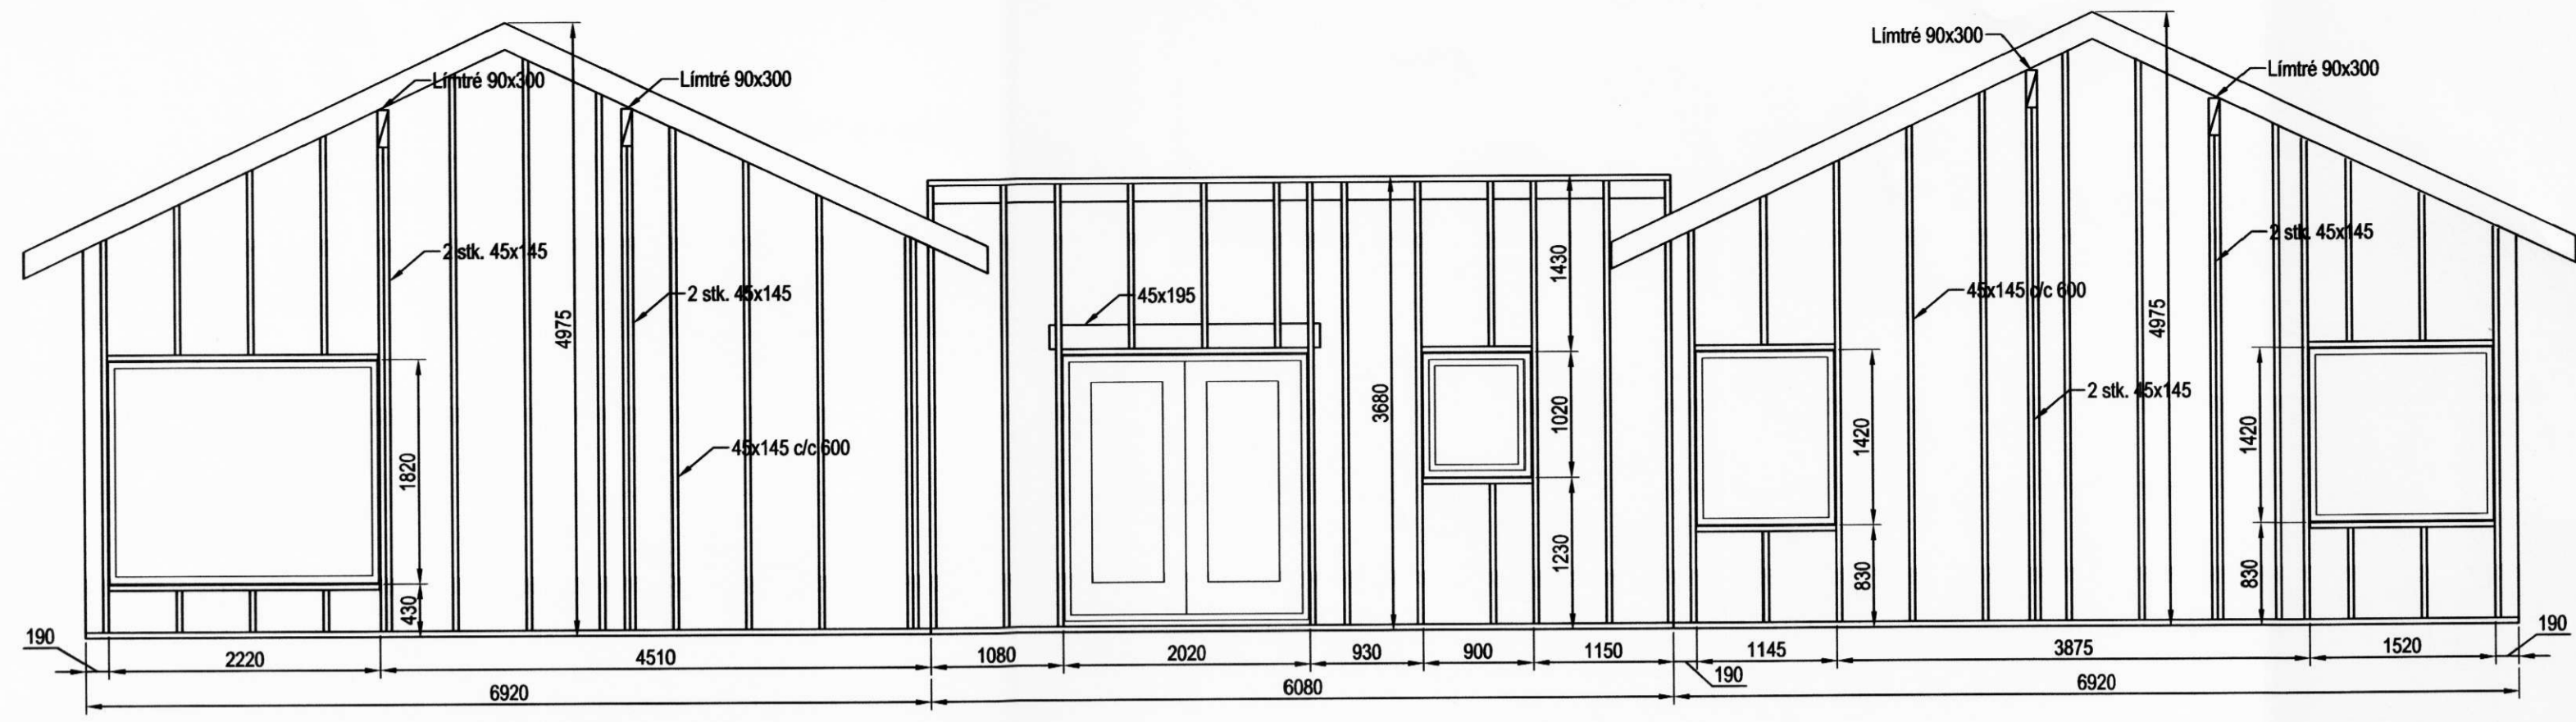 Límtré 90x300
Límtré 90x300
Límtré 90x300
Límtré 90x300
2 stk. 45x145
2 stk. 45x145
45x145 c/c 600
4975
1820
430
45x195
3680
1430
1020
1230
45x145 c/c 600
2 stk. 45x145
2 stk. 45x145
4975
1420
830
1420
830
190
2220
4510
1080
2020
930
900
1150
190
1145
3875
1520
190
6920
6080
6920